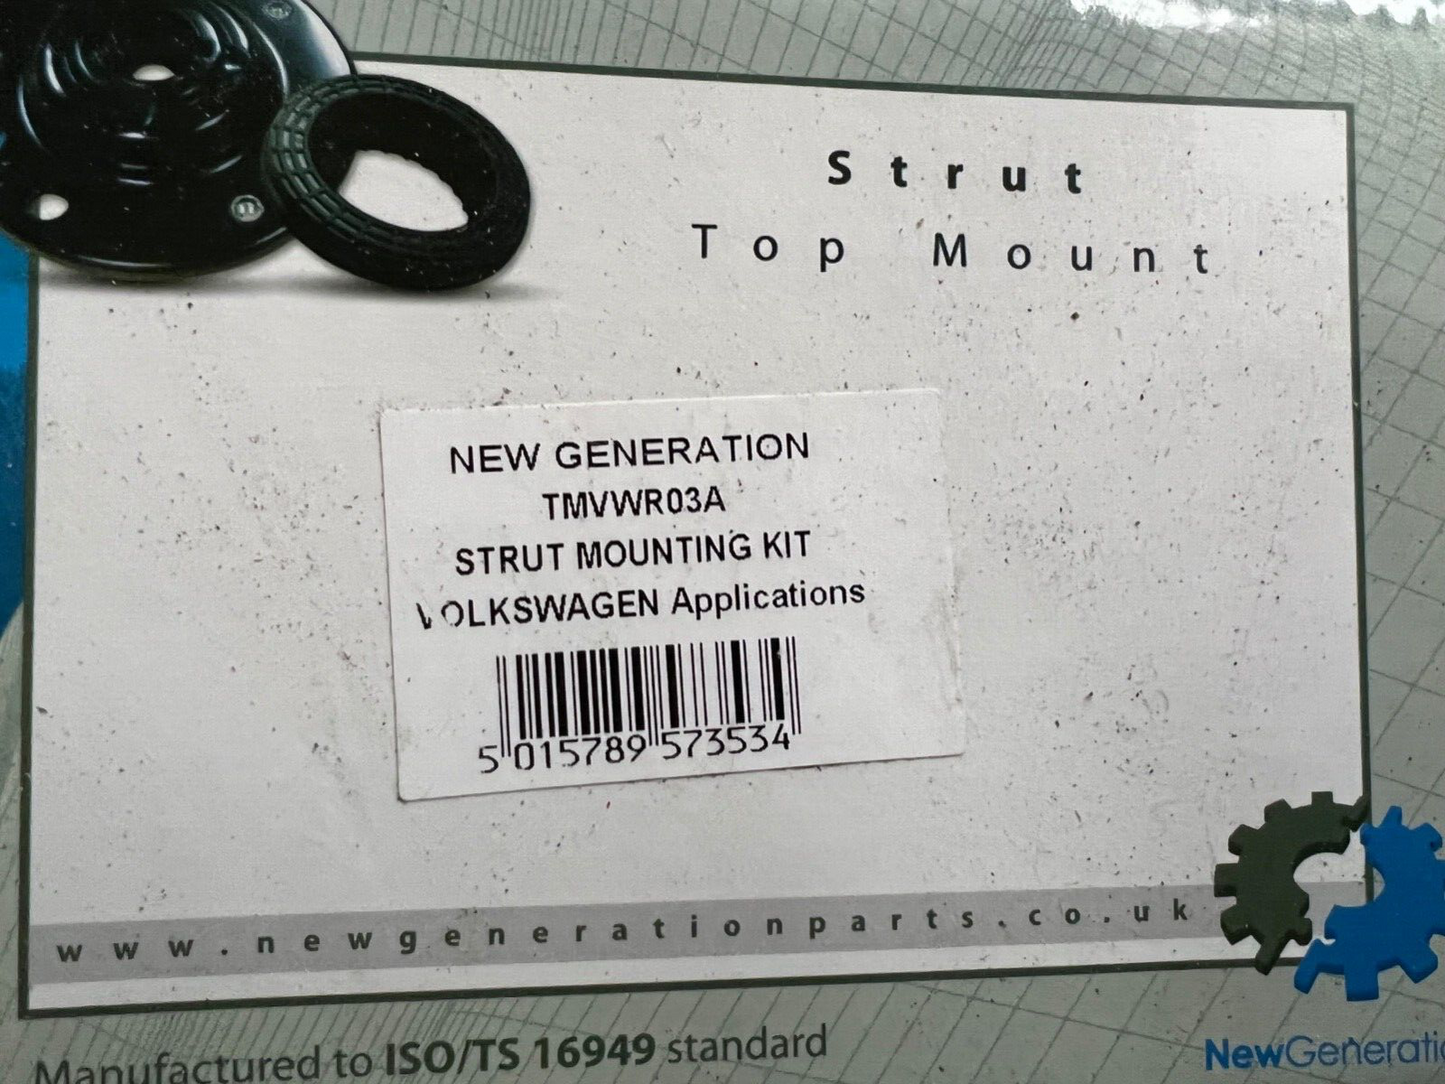 Strut
Top Mount
NEW GENERATION
TMVWR03A
STRUT MOUNTING KIT
VOLKSWAGEN Applications
5 015789 573534
www.newgenerationparts.co.uk
Manufactured to ISO/TS 16949 standard